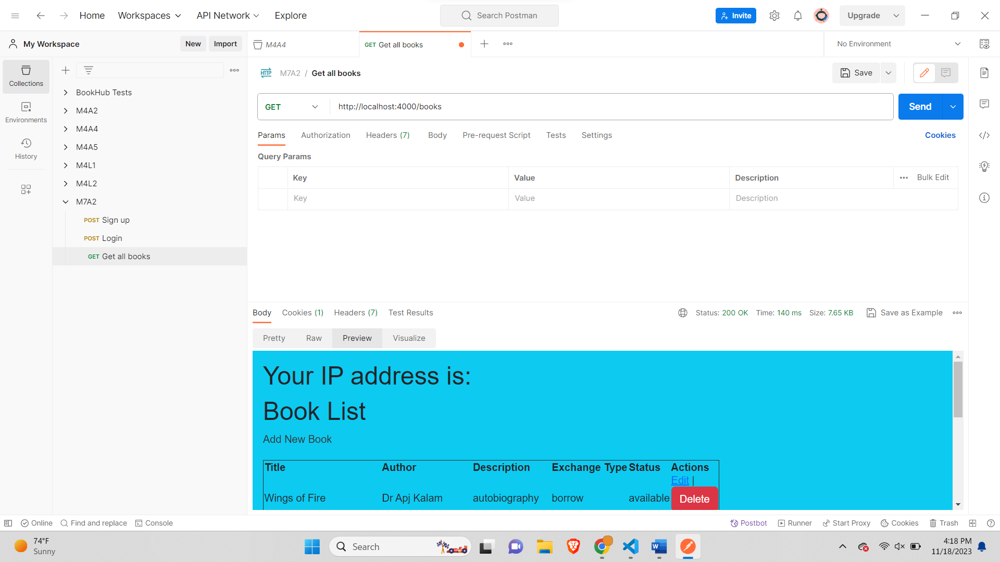 Home Workspaces API Network Explore Search Postman Invite Upgrade
My Workspace New Import M4A4 GET Get all books No Environment
Collections
Environments
History
BookHub Tests
M4A2
M4A4
M4A5
M4L1
M4L2
M7A2
POST Sign up
POST Login
GET Get all books
HTTP M7A2 / Get all books Save
GET http://localhost:4000/books Send
Params Authorization Headers (7) Body Pre-request Script Tests Settings Cookies
Query Params
Key Value Description Bulk Edit
Key Value Description
Body Cookies (1) Headers (7) Test Results Status: 200 OK Time: 140 ms Size: 7.65 KB Save as Example
Pretty Raw Preview Visualize
Your IP address is:
Book List
Add New Book
Title Author Description Exchange Type Status Actions
Edit |
Wings of Fire Dr Apj Kalam autobiography borrow available Delete
Online Find and replace Console Postbot Runner Start Proxy Cookies Trash
74°F
Sunny
Search
4:18 PM
11/18/2023